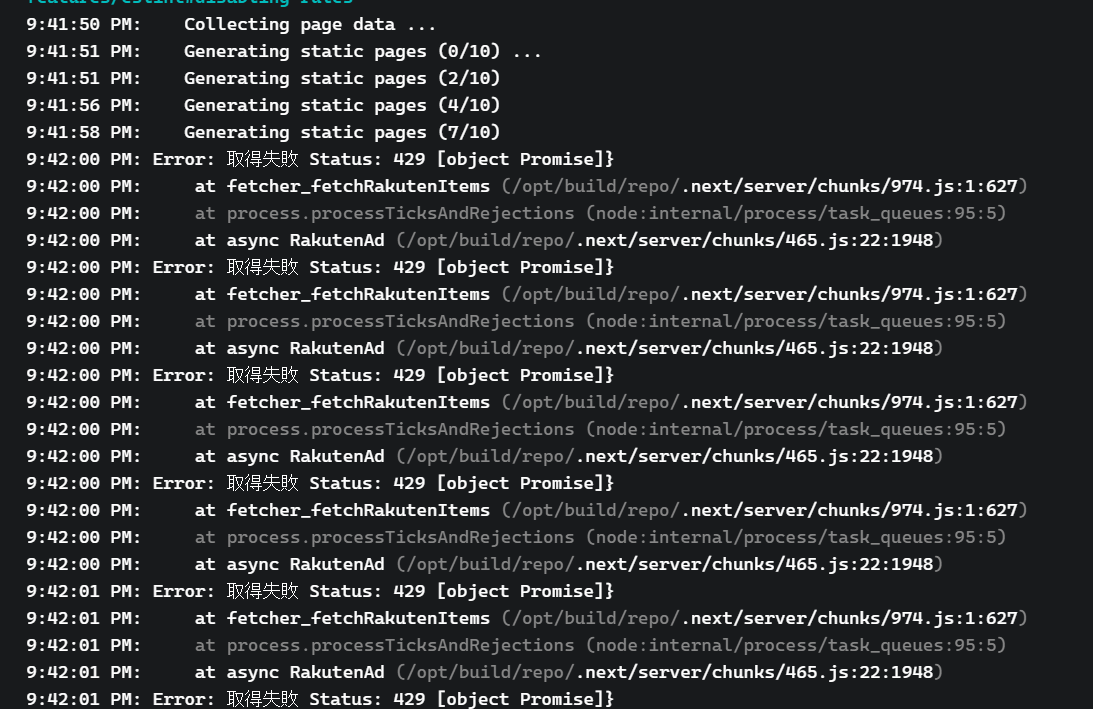 features/eslint#disabling-rules
9:41:50 PM:    Collecting page data ...
9:41:51 PM:    Generating static pages (0/10) ...
9:41:51 PM:    Generating static pages (2/10)
9:41:56 PM:    Generating static pages (4/10)
9:41:58 PM:    Generating static pages (7/10)
9:42:00 PM: Error: 取得失敗 Status: 429 [object Promise]}
9:42:00 PM:     at fetcher_fetchRakutenItems (/opt/build/repo/.next/server/chunks/974.js:1:627)
9:42:00 PM:     at process.processTicksAndRejections (node:internal/process/task_queues:95:5)
9:42:00 PM:     at async RakutenAd (/opt/build/repo/.next/server/chunks/465.js:22:1948)
9:42:00 PM: Error: 取得失敗 Status: 429 [object Promise]}
9:42:00 PM:     at fetcher_fetchRakutenItems (/opt/build/repo/.next/server/chunks/974.js:1:627)
9:42:00 PM:     at process.processTicksAndRejections (node:internal/process/task_queues:95:5)
9:42:00 PM:     at async RakutenAd (/opt/build/repo/.next/server/chunks/465.js:22:1948)
9:42:00 PM: Error: 取得失敗 Status: 429 [object Promise]}
9:42:00 PM:     at fetcher_fetchRakutenItems (/opt/build/repo/.next/server/chunks/974.js:1:627)
9:42:00 PM:     at process.processTicksAndRejections (node:internal/process/task_queues:95:5)
9:42:00 PM:     at async RakutenAd (/opt/build/repo/.next/server/chunks/465.js:22:1948)
9:42:00 PM: Error: 取得失敗 Status: 429 [object Promise]}
9:42:00 PM:     at fetcher_fetchRakutenItems (/opt/build/repo/.next/server/chunks/974.js:1:627)
9:42:00 PM:     at process.processTicksAndRejections (node:internal/process/task_queues:95:5)
9:42:00 PM:     at async RakutenAd (/opt/build/repo/.next/server/chunks/465.js:22:1948)
9:42:01 PM: Error: 取得失敗 Status: 429 [object Promise]}
9:42:01 PM:     at fetcher_fetchRakutenItems (/opt/build/repo/.next/server/chunks/974.js:1:627)
9:42:01 PM:     at process.processTicksAndRejections (node:internal/process/task_queues:95:5)
9:42:01 PM:     at async RakutenAd (/opt/build/repo/.next/server/chunks/465.js:22:1948)
9:42:01 PM: Error: 取得失敗 Status: 429 [object Promise]}